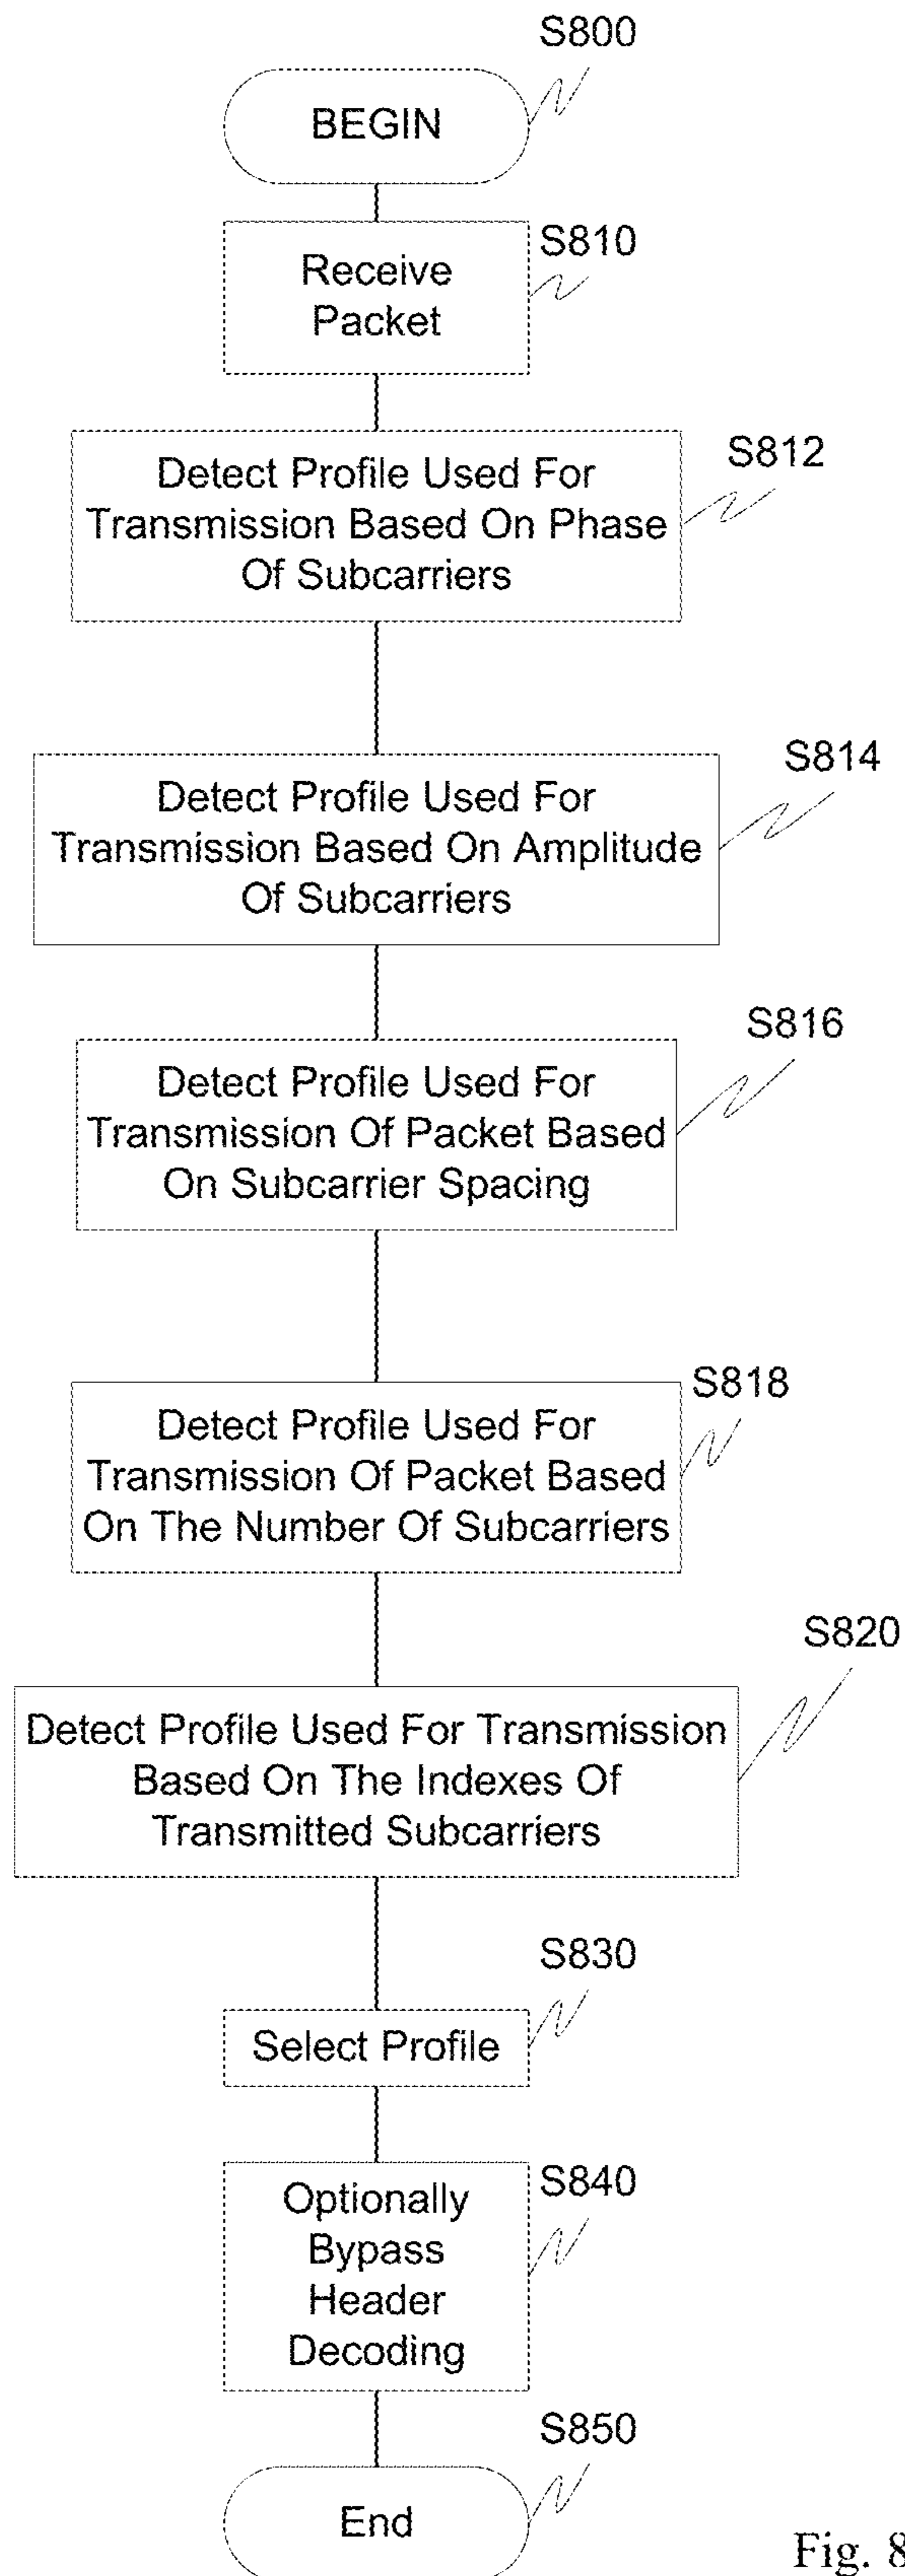 S800
BEGIN
S810
Receive
Packet
S812
Detect Profile Used For
Transmission Based On Phase
Of Subcarriers
S814
Detect Profile Used For
Transmission Based On Amplitude
Of Subcarriers
S816
Detect Profile Used For
Transmission Of Packet Based
On Subcarrier Spacing
S818
Detect Profile Used For
Transmission Of Packet Based
On The Number Of Subcarriers
S820
Detect Profile Used For Transmission
Based On The Indexes Of
Transmitted Subcarriers
S830
Select Profile
S840
Optionally
Bypass
Header
Decoding
S850
End
Fig. 8